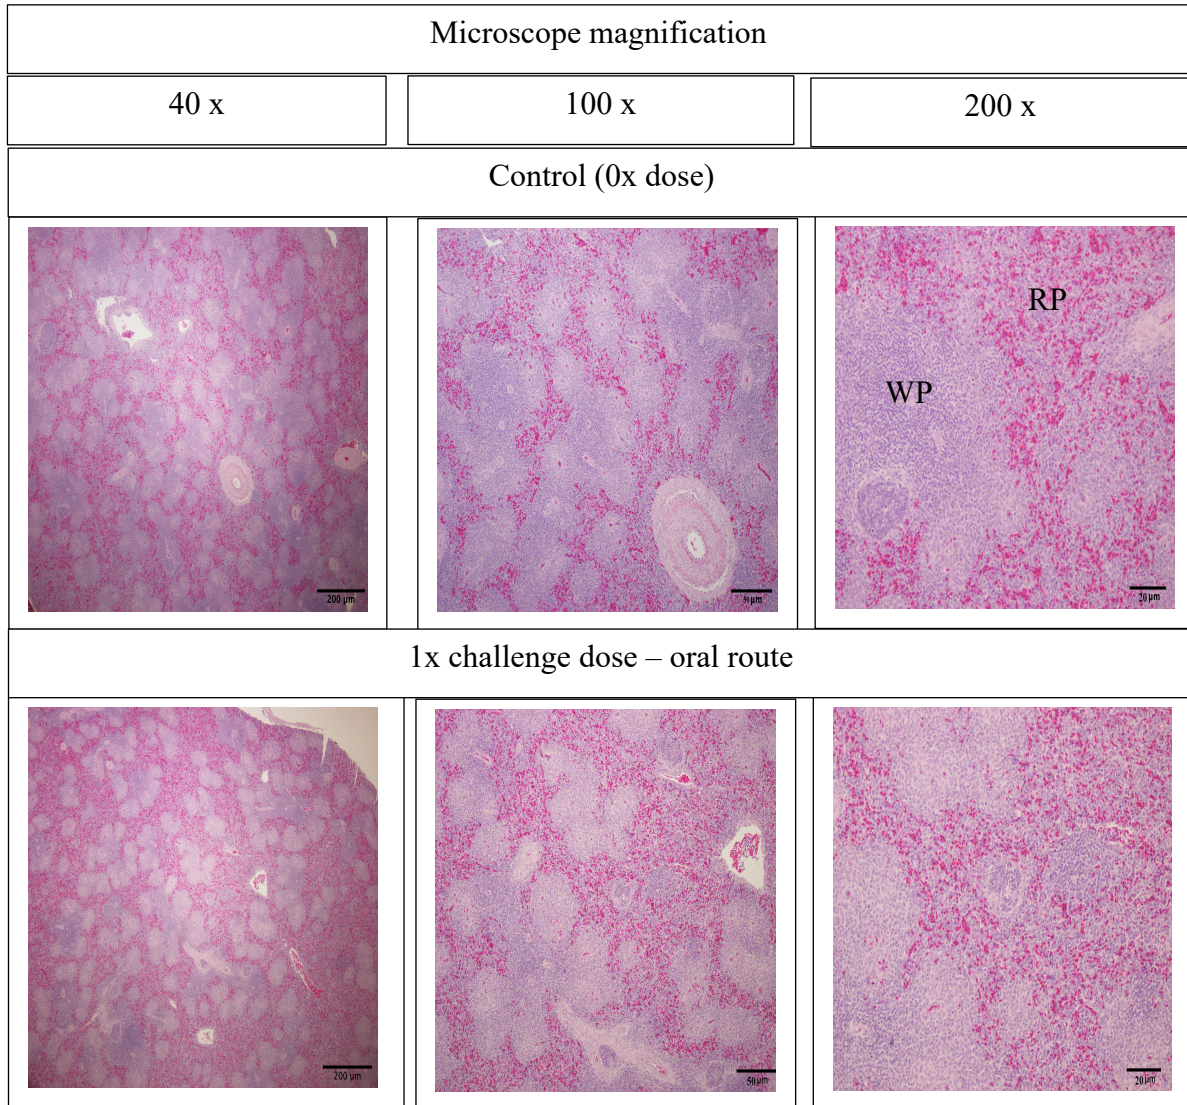 Microscope magnification
40 x
100 x
200 x
Control (0x dose)
RP
WP
200 µm
20 µm
1x challenge dose – oral route
200 µm
50 µm
20 µm